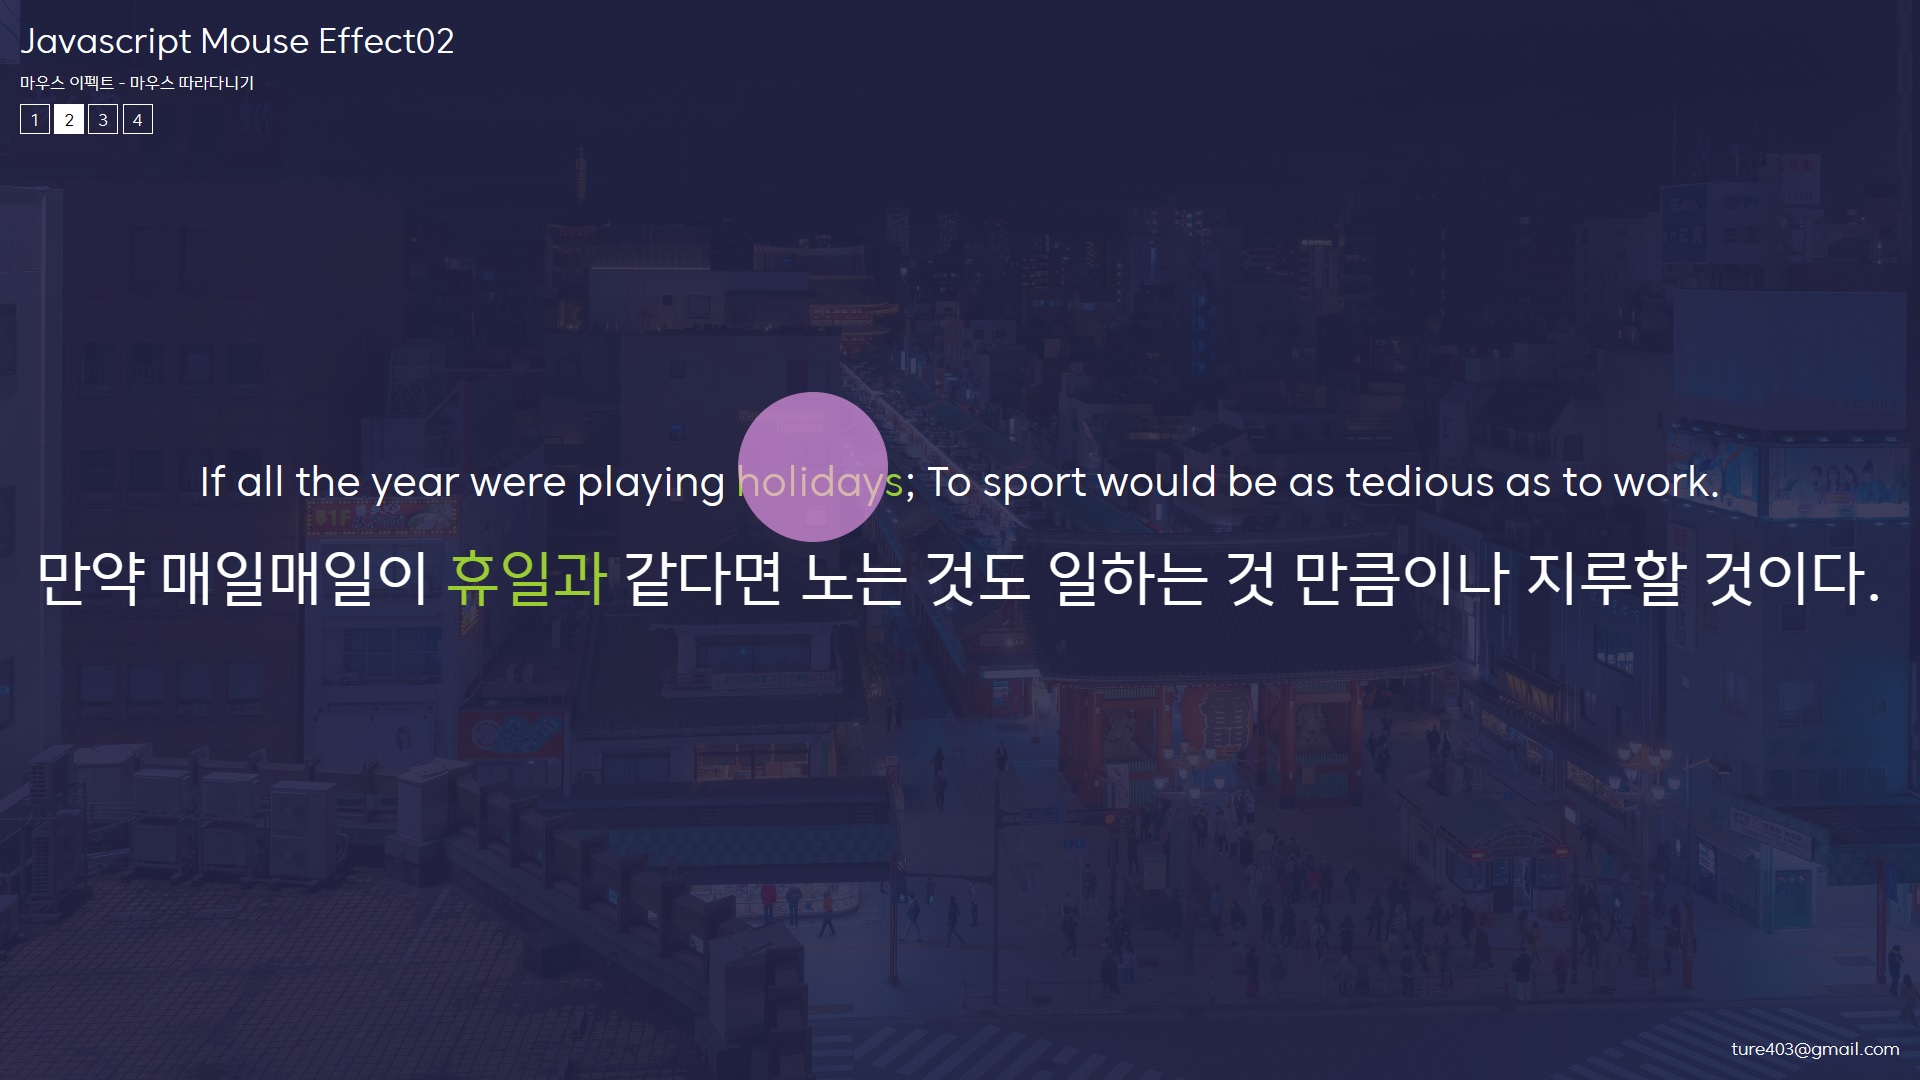 Javascript Mouse Effect02
마우스 이펙트 - 마우스 따라다니기
1 2 3 4
If all the year were playing holidays; To sport would be as tedious as to work.
만약 매일매일이 휴일과 같다면 노는 것도 일하는 것 만큼이나 지루할 것이다.
ture403@gmail.com